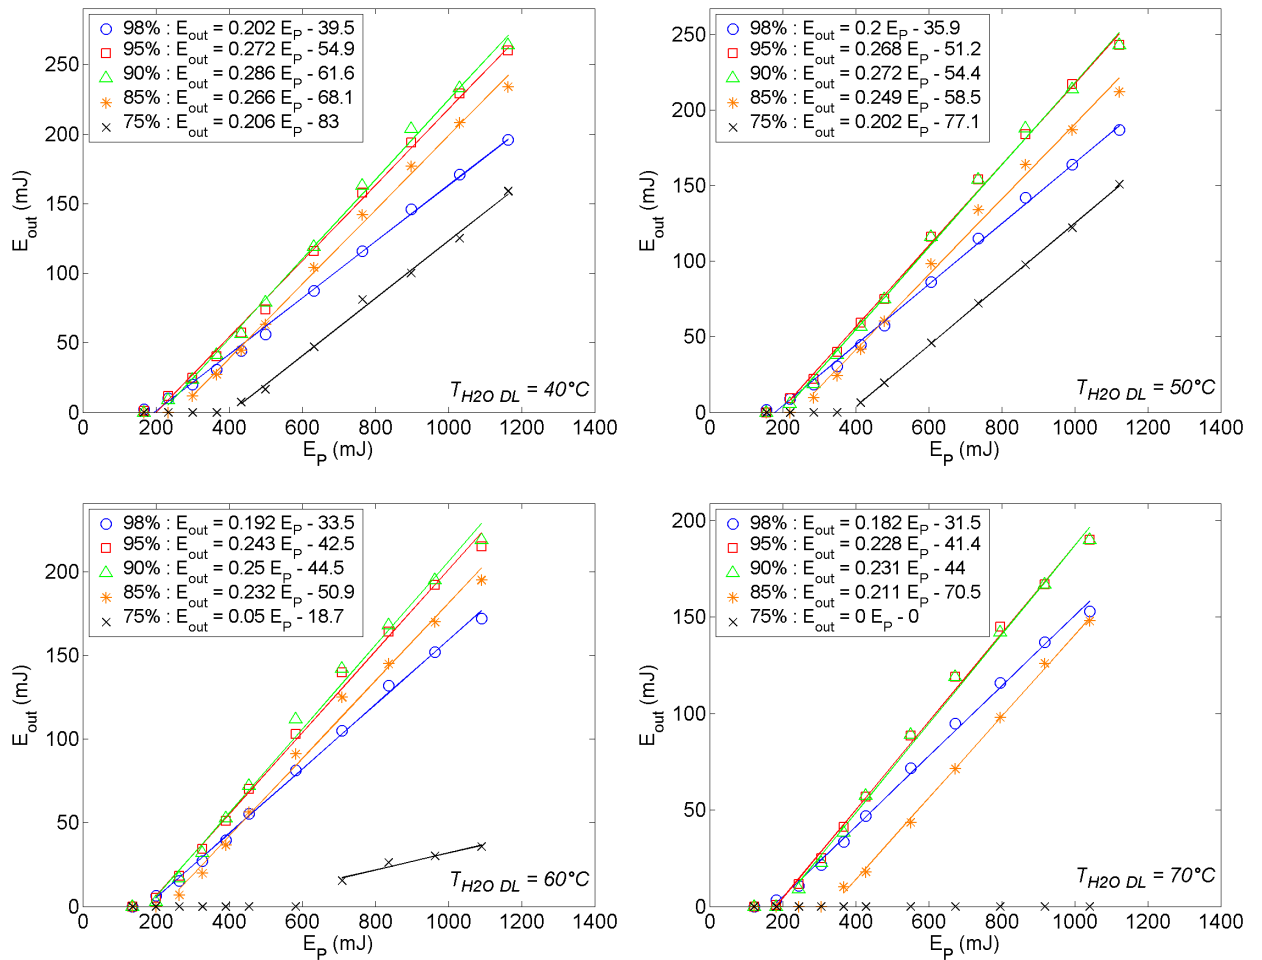 98% : E_out = 0.202 E_P - 39.5
95% : E_out = 0.272 E_P - 54.9
90% : E_out = 0.286 E_P - 61.6
85% : E_out = 0.266 E_P - 68.1
75% : E_out = 0.206 E_P - 83
250
200
150
100
50
0
E_out (mJ)
T_H2O DL = 40°C
0 200 400 600 800 1000 1200 1400
E_P (mJ)
98% : E_out = 0.2 E_P - 35.9
95% : E_out = 0.268 E_P - 51.2
90% : E_out = 0.272 E_P - 54.4
85% : E_out = 0.249 E_P - 58.5
75% : E_out = 0.202 E_P - 77.1
250
200
150
100
50
0
E_out (mJ)
T_H2O DL = 50°C
0 200 400 600 800 1000 1200 1400
E_P (mJ)
98% : E_out = 0.192 E_P - 33.5
95% : E_out = 0.243 E_P - 42.5
90% : E_out = 0.25 E_P - 44.5
85% : E_out = 0.232 E_P - 50.9
75% : E_out = 0.05 E_P - 18.7
200
150
100
50
0
E_out (mJ)
T_H2O DL = 60°C
0 200 400 600 800 1000 1200 1400
E_P (mJ)
98% : E_out = 0.182 E_P - 31.5
95% : E_out = 0.228 E_P - 41.4
90% : E_out = 0.231 E_P - 44
85% : E_out = 0.211 E_P - 70.5
75% : E_out = 0 E_P - 0
200
150
100
50
0
E_out (mJ)
T_H2O DL = 70°C
0 200 400 600 800 1000 1200 1400
E_P (mJ)